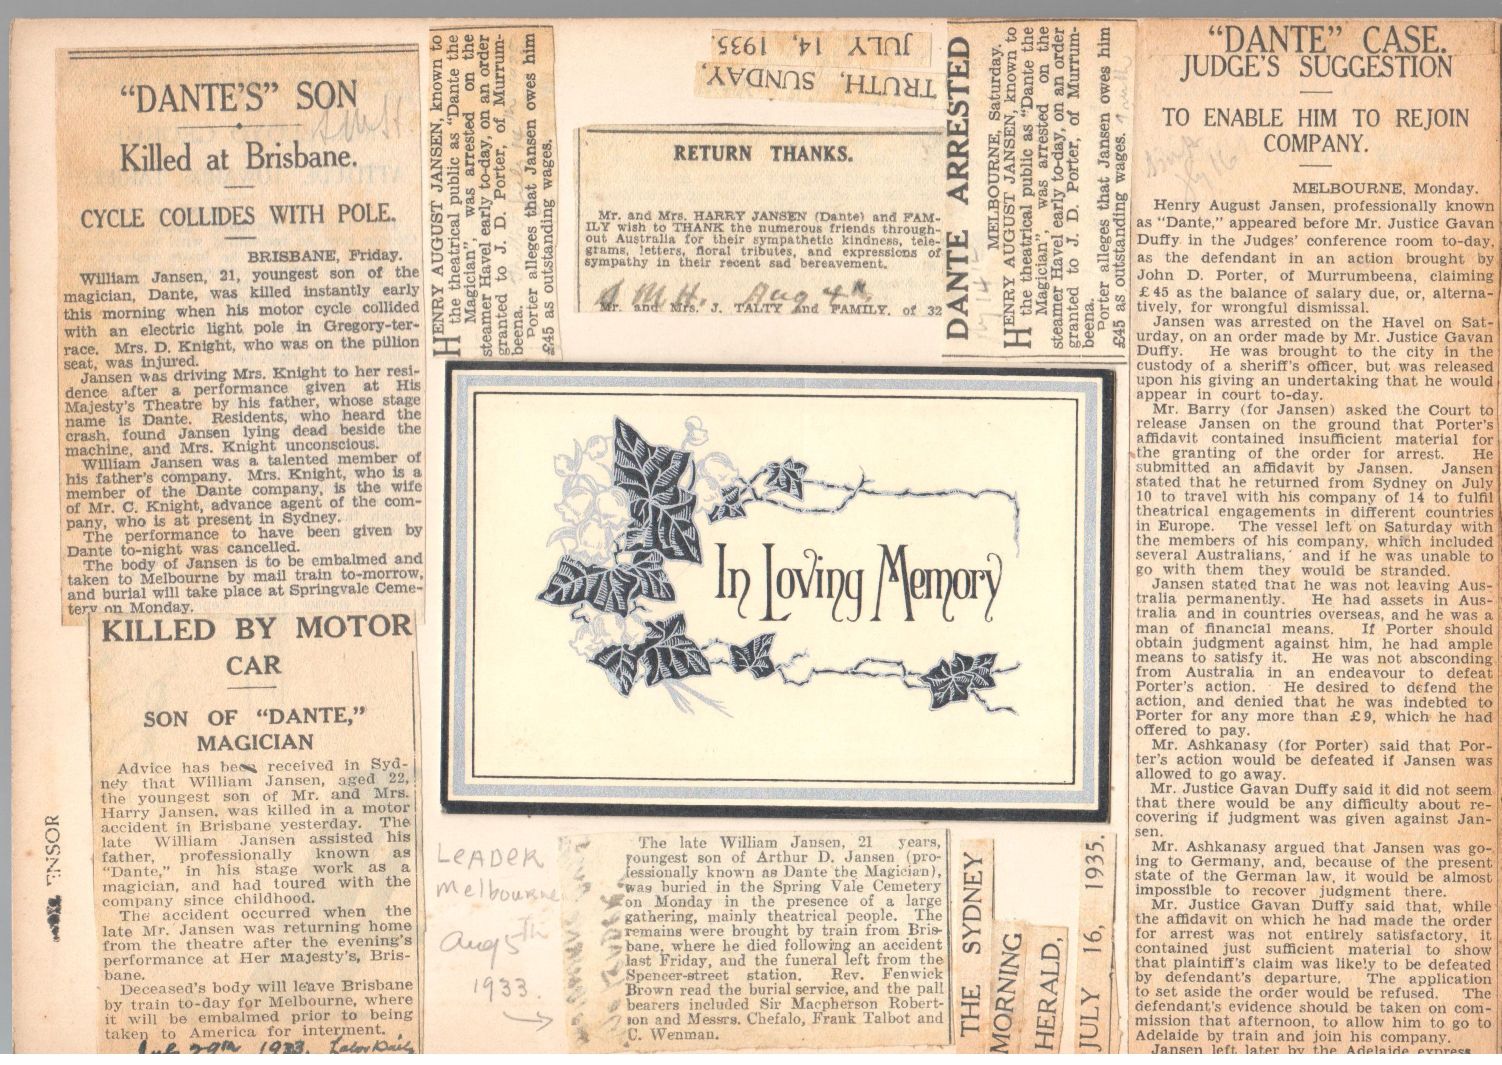 “DANTE'S” SON
Killed at Brisbane.
CYCLE COLLIDES WITH POLE.
BRISBANE, Friday.
William Jansen, 21, youngest son of the
magician, Dante, was killed instantly early
this morning when his motor cycle collided
with an electric light pole in Gregory-ter-
race. Mrs. D. Knight, who was on the pillion
seat, was injured.
Jansen was driving Mrs. Knight to her resi-
dence after a performance given at His
Majesty's Theatre by his father, whose stage
name is Dante. Residents, who heard the
crash, found Jansen lying dead beside the
machine, and Mrs. Knight unconscious.
William Jansen was a talented member of
his father's company. Mrs. Knight, who is a
member of the Dante company, is the wife
of Mr. C. Knight, advance agent of the com-
pany, who is at present in Sydney.
The performance to have been given by
Dante to-night was cancelled.
The body of Jansen is to be embalmed and
taken to Melbourne by mail train to-morrow,
and burial will take place at Springvale Ceme-
tery on Monday.
KILLED BY MOTOR
CAR
SON OF “DANTE,”
MAGICIAN
Advice has been received in Syd-
ney that William Jansen, aged 22,
the youngest son of Mr. and Mrs.
Harry Jansen, was killed in a motor
accident in Brisbane yesterday. The
late William Jansen assisted his
father, professionally known as
“Dante,” in his stage work as a
magician, and had toured with the
company since childhood.
The accident occurred when the
late Mr. Jansen was returning home
from the theatre after the evening's
performance at Her Majesty's, Bris-
bane.
Deceased's body will leave Brisbane
by train to-day for Melbourne, where
it will be embalmed prior to being
taken to America for interment.
July 29th 1933. Labor Daily
HENRY AUGUST JANSEN, known to
the theatrical public as “Dante the
Magician”, was arrested on the
steamer Havel early to-day, on an order
granted to J. D. Porter, of Murrum-
beena.
Porter alleges that Jansen owes him
£45 as outstanding wages.
TRUTH, SUNDAY,
JULY 14, 1935.
RETURN THANKS.
Mr. and Mrs. HARRY JANSEN (Dante) and FAM-
ILY wish to THANK the numerous friends through-
out Australia for their sympathetic kindness, tele-
grams, letters, floral tributes, and expressions of
sympathy in their recent sad bereavement.
S.M.H. Aug 4th
Mr. and Mrs. J. TALTY and FAMILY, of 32
DANTE ARRESTED
MELBOURNE, Saturday.
HENRY AUGUST JANSEN, known to
the theatrical public as “Dante the
Magician”, was arrested on the
steamer Havel early to-day, on an order
granted to J. D. Porter, of Murrum-
beena.
Porter alleges that Jansen owes him
£45 as outstanding wages.
In Loving Memory
LEADER
Melbourne
Aug 5th
1933.
The late William Jansen, 21 years,
youngest son of Arthur D. Jansen (pro-
fessionally known as Dante the Magician),
was buried in the Spring Vale Cemetery
on Monday in the presence of a large
gathering, mainly theatrical people. The
remains were brought by train from Bris-
bane, where he died following an accident
last Friday, and the funeral left from the
Spencer-street station. Rev. Fenwick
Brown read the burial service, and the pall
bearers included Sir Macpherson Robert-
son and Messrs. Chefalo, Frank Talbot and
C. Wenman.
THE SYDNEY
MORNING
HERALD,
JULY 16, 1935.
“DANTE” CASE.
JUDGE'S SUGGESTION
TO ENABLE HIM TO REJOIN
COMPANY.
MELBOURNE, Monday.
Henry August Jansen, professionally known
as “Dante,” appeared before Mr. Justice Gavan
Duffy in the Judges' conference room to-day,
as the defendant in an action brought by
John D. Porter, of Murrumbeena, claiming
£45 as the balance of salary due, or, alterna-
tively, for wrongful dismissal.
Jansen was arrested on the Havel on Sat-
urday, on an order made by Mr. Justice Gavan
Duffy. He was brought to the city in the
custody of a sheriff's officer, but was released
upon his giving an undertaking that he would
appear in court to-day.
Mr. Barry (for Jansen) asked the Court to
release Jansen on the ground that Porter's
affidavit contained insufficient material for
the granting of the order for arrest. He
submitted an affidavit by Jansen. Jansen
stated that he returned from Sydney on July
10 to travel with his company of 14 to fulfil
theatrical engagements in different countries
in Europe. The vessel left on Saturday with
the members of his company, which included
several Australians, and if he was unable to
go with them they would be stranded.
Jansen stated that he was not leaving Aus-
tralia permanently. He had assets in Aus-
tralia and in countries overseas, and he was a
man of financial means. If Porter should
obtain judgment against him, he had ample
means to satisfy it. He was not absconding
from Australia in an endeavour to defeat
Porter's action. He desired to defend the
action, and denied that he was indebted to
Porter for any more than £9, which he had
offered to pay.
Mr. Ashkanasy (for Porter) said that Por-
ter's action would be defeated if Jansen was
allowed to go away.
Mr. Justice Gavan Duffy said it did not seem
that there would be any difficulty about re-
covering if judgment was given against Jan-
sen.
Mr. Ashkanasy argued that Jansen was go-
ing to Germany, and, because of the present
state of the German law, it would be almost
impossible to recover judgment there.
Mr. Justice Gavan Duffy said that, while
the affidavit on which he had made the order
for arrest was not entirely satisfactory, it
contained just sufficient material to show
that plaintiff's claim was likely to be defeated
by defendant's departure. The application
to set aside the order would be refused. The
defendant's evidence should be taken on com-
mission that afternoon, to allow him to go to
Adelaide by train and join his company.
Jansen left later by the Adelaide express.